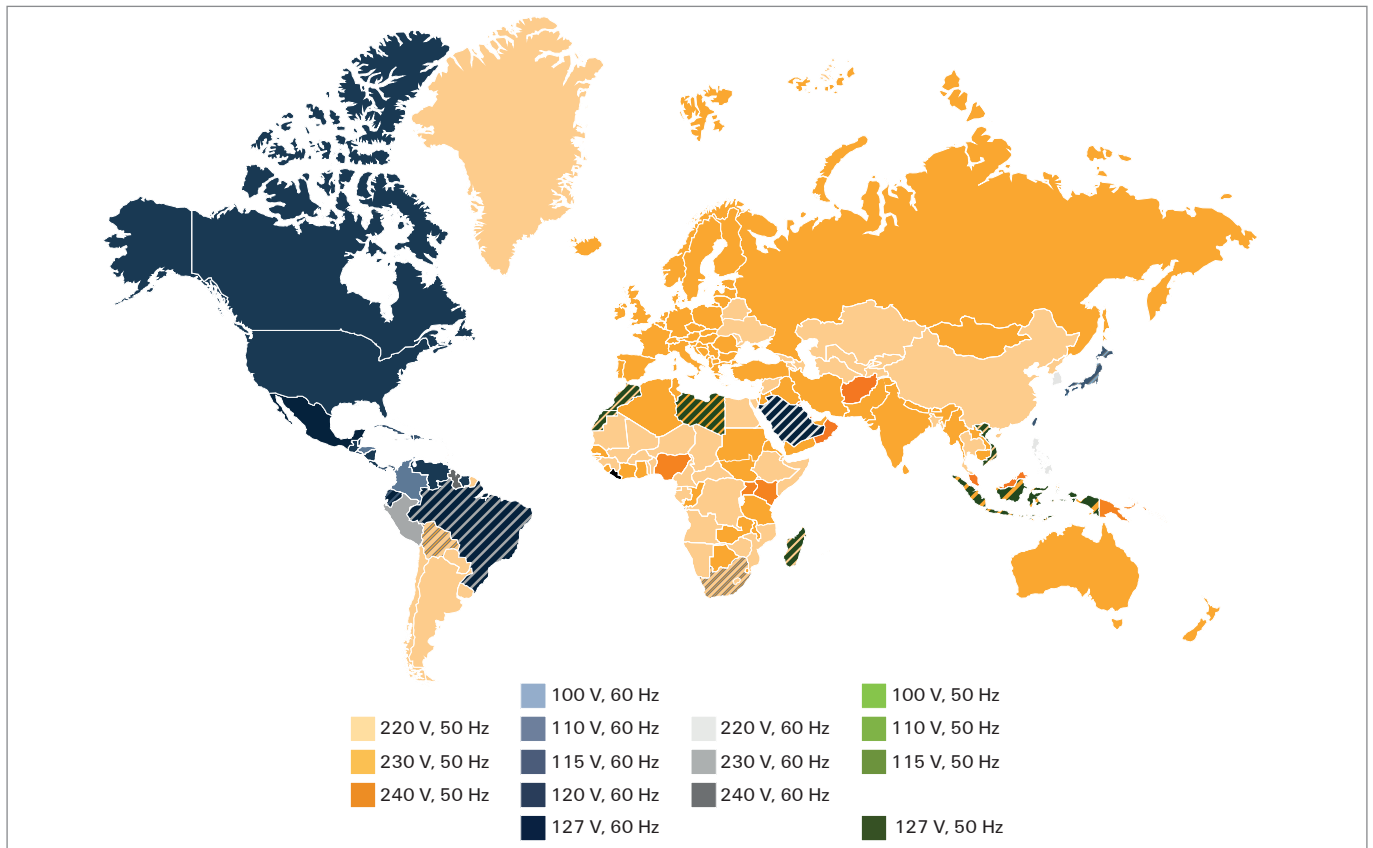 100 V, 60 Hz
100 V, 50 Hz
220 V, 50 Hz
110 V, 60 Hz
220 V, 60 Hz
110 V, 50 Hz
230 V, 50 Hz
115 V, 60 Hz
230 V, 60 Hz
115 V, 50 Hz
240 V, 50 Hz
120 V, 60 Hz
240 V, 60 Hz
127 V, 60 Hz
127 V, 50 Hz